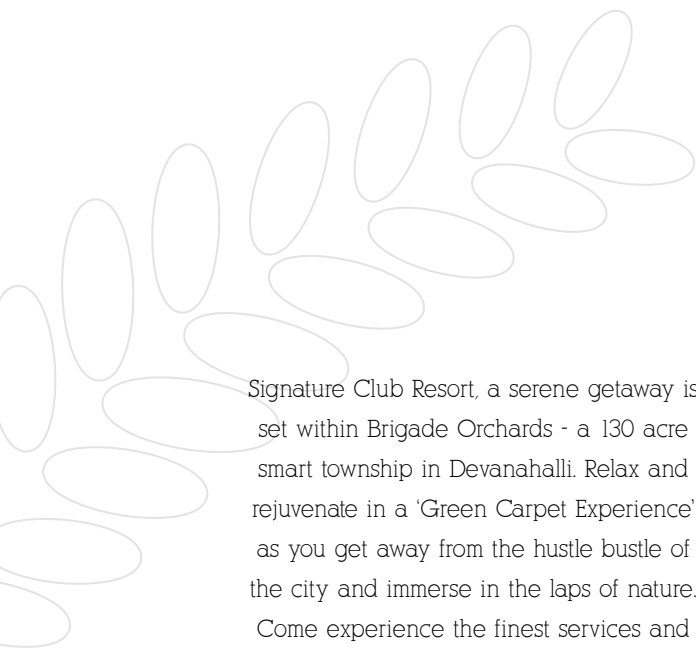 Signature Club Resort, a serene getaway is
set within Brigade Orchards - a 130 acre
smart township in Devanahalli. Relax and
rejuvenate in a ‘Green Carpet Experience’
as you get away from the hustle bustle of
the city and immerse in the laps of nature.
Come experience the finest services and